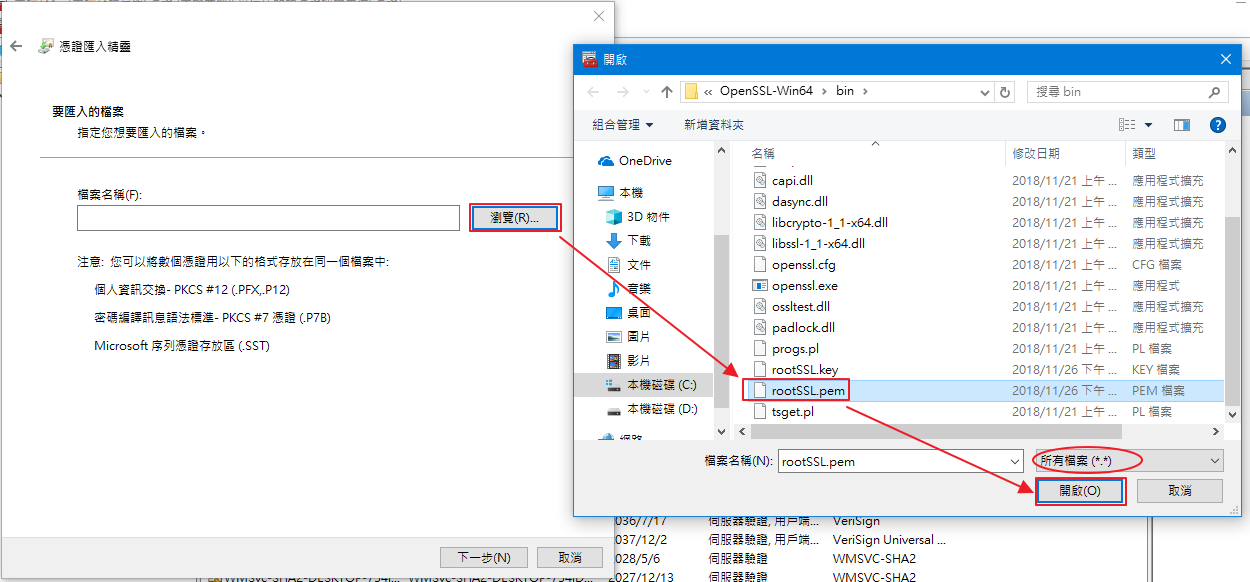 憑證匯入精靈
要匯入的檔案
指定您想要匯入的檔案。
檔案名稱(F):
瀏覽(R)...
注意: 您可以將數個憑證用以下的格式存放在同一個檔案中:
個人資訊交換- PKCS #12 (.PFX,.P12)
密碼編譯訊息語法標準- PKCS #7 憑證 (.P7B)
Microsoft 序列憑證存放區 (.SST)
下一步(N)
取消
開啟
« OpenSSL-Win64 › bin ›
搜尋 bin
組合管理
新增資料夾
OneDrive
本機
3D 物件
下載
文件
音樂
桌面
圖片
影片
本機磁碟 (C:)
本機磁碟 (D:)
網路
名稱 修改日期 類型
capi.dll 2018/11/21 上午 ... 應用程式擴充
dasync.dll 2018/11/21 上午 ... 應用程式擴充
libcrypto-1_1-x64.dll 2018/11/21 上午 ... 應用程式擴充
libssl-1_1-x64.dll 2018/11/21 上午 ... 應用程式擴充
openssl.cfg 2018/11/21 上午 ... CFG 檔案
openssl.exe 2018/11/21 上午 ... 應用程式
ossltest.dll 2018/11/21 上午 ... 應用程式擴充
padlock.dll 2018/11/21 上午 ... 應用程式擴充
progs.pl 2018/11/21 上午 ... PL 檔案
rootSSL.key 2018/11/26 下午 ... KEY 檔案
rootSSL.pem 2018/11/26 下午 ... PEM 檔案
tsget.pl 2018/11/21 上午 ... PL 檔案
檔案名稱(N): rootSSL.pem
所有檔案 (*.*)
開啟(O)
取消
036/7/17 伺服器驗證, 用戶端... VeriSign
037/12/2 伺服器驗證, 用戶端... VeriSign Universal ...
028/5/6 伺服器驗證 WMSVC-SHA2
2027/12/13 伺服器驗證 WMSVC-SHA2